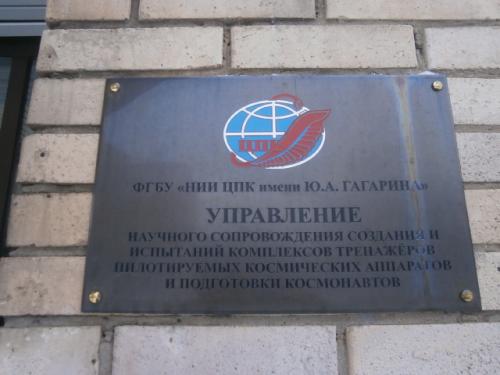 ЦПК
ФГБУ «НИИ ЦПК имени Ю.А. ГАГАРИНА»
УПРАВЛЕНИЕ
НАУЧНОГО СОПРОВОЖДЕНИЯ СОЗДАНИЯ И
ИСПЫТАНИЙ КОМПЛЕКСОВ ТРЕНАЖЁРОВ
ПИЛОТИРУЕМЫХ КОСМИЧЕСКИХ АППАРАТОВ
И ПОДГОТОВКИ КОСМОНАВТОВ